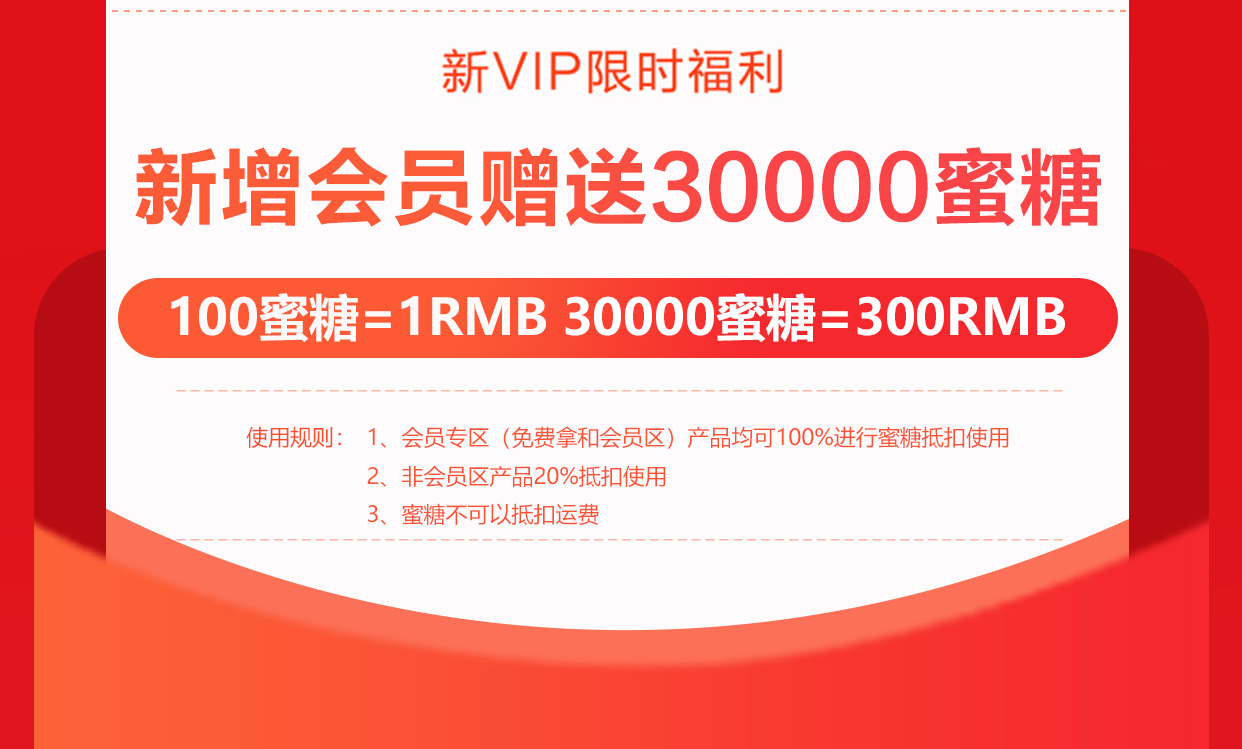 新VIP限时福利
新增会员赠送30000蜜糖
100蜜糖=1RMB 30000蜜糖=300RMB
使用规则： 1、会员专区（免费拿和会员区）产品均可100%进行蜜糖抵扣使用
2、非会员区产品20%抵扣使用
3、蜜糖不可以抵扣运费